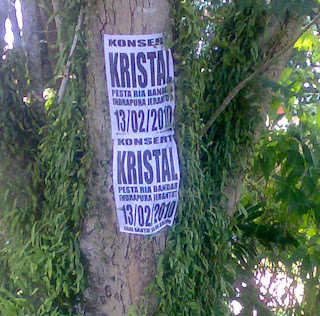 KONSERT
KRISTAL
PESTA RIA BANDAR
INDRAPURA JERANTUT
13/02/2010
KONSERT
KRISTAL
PESTA RIA BANDAR
INDRAPURA JERANTUT
13/02/2010